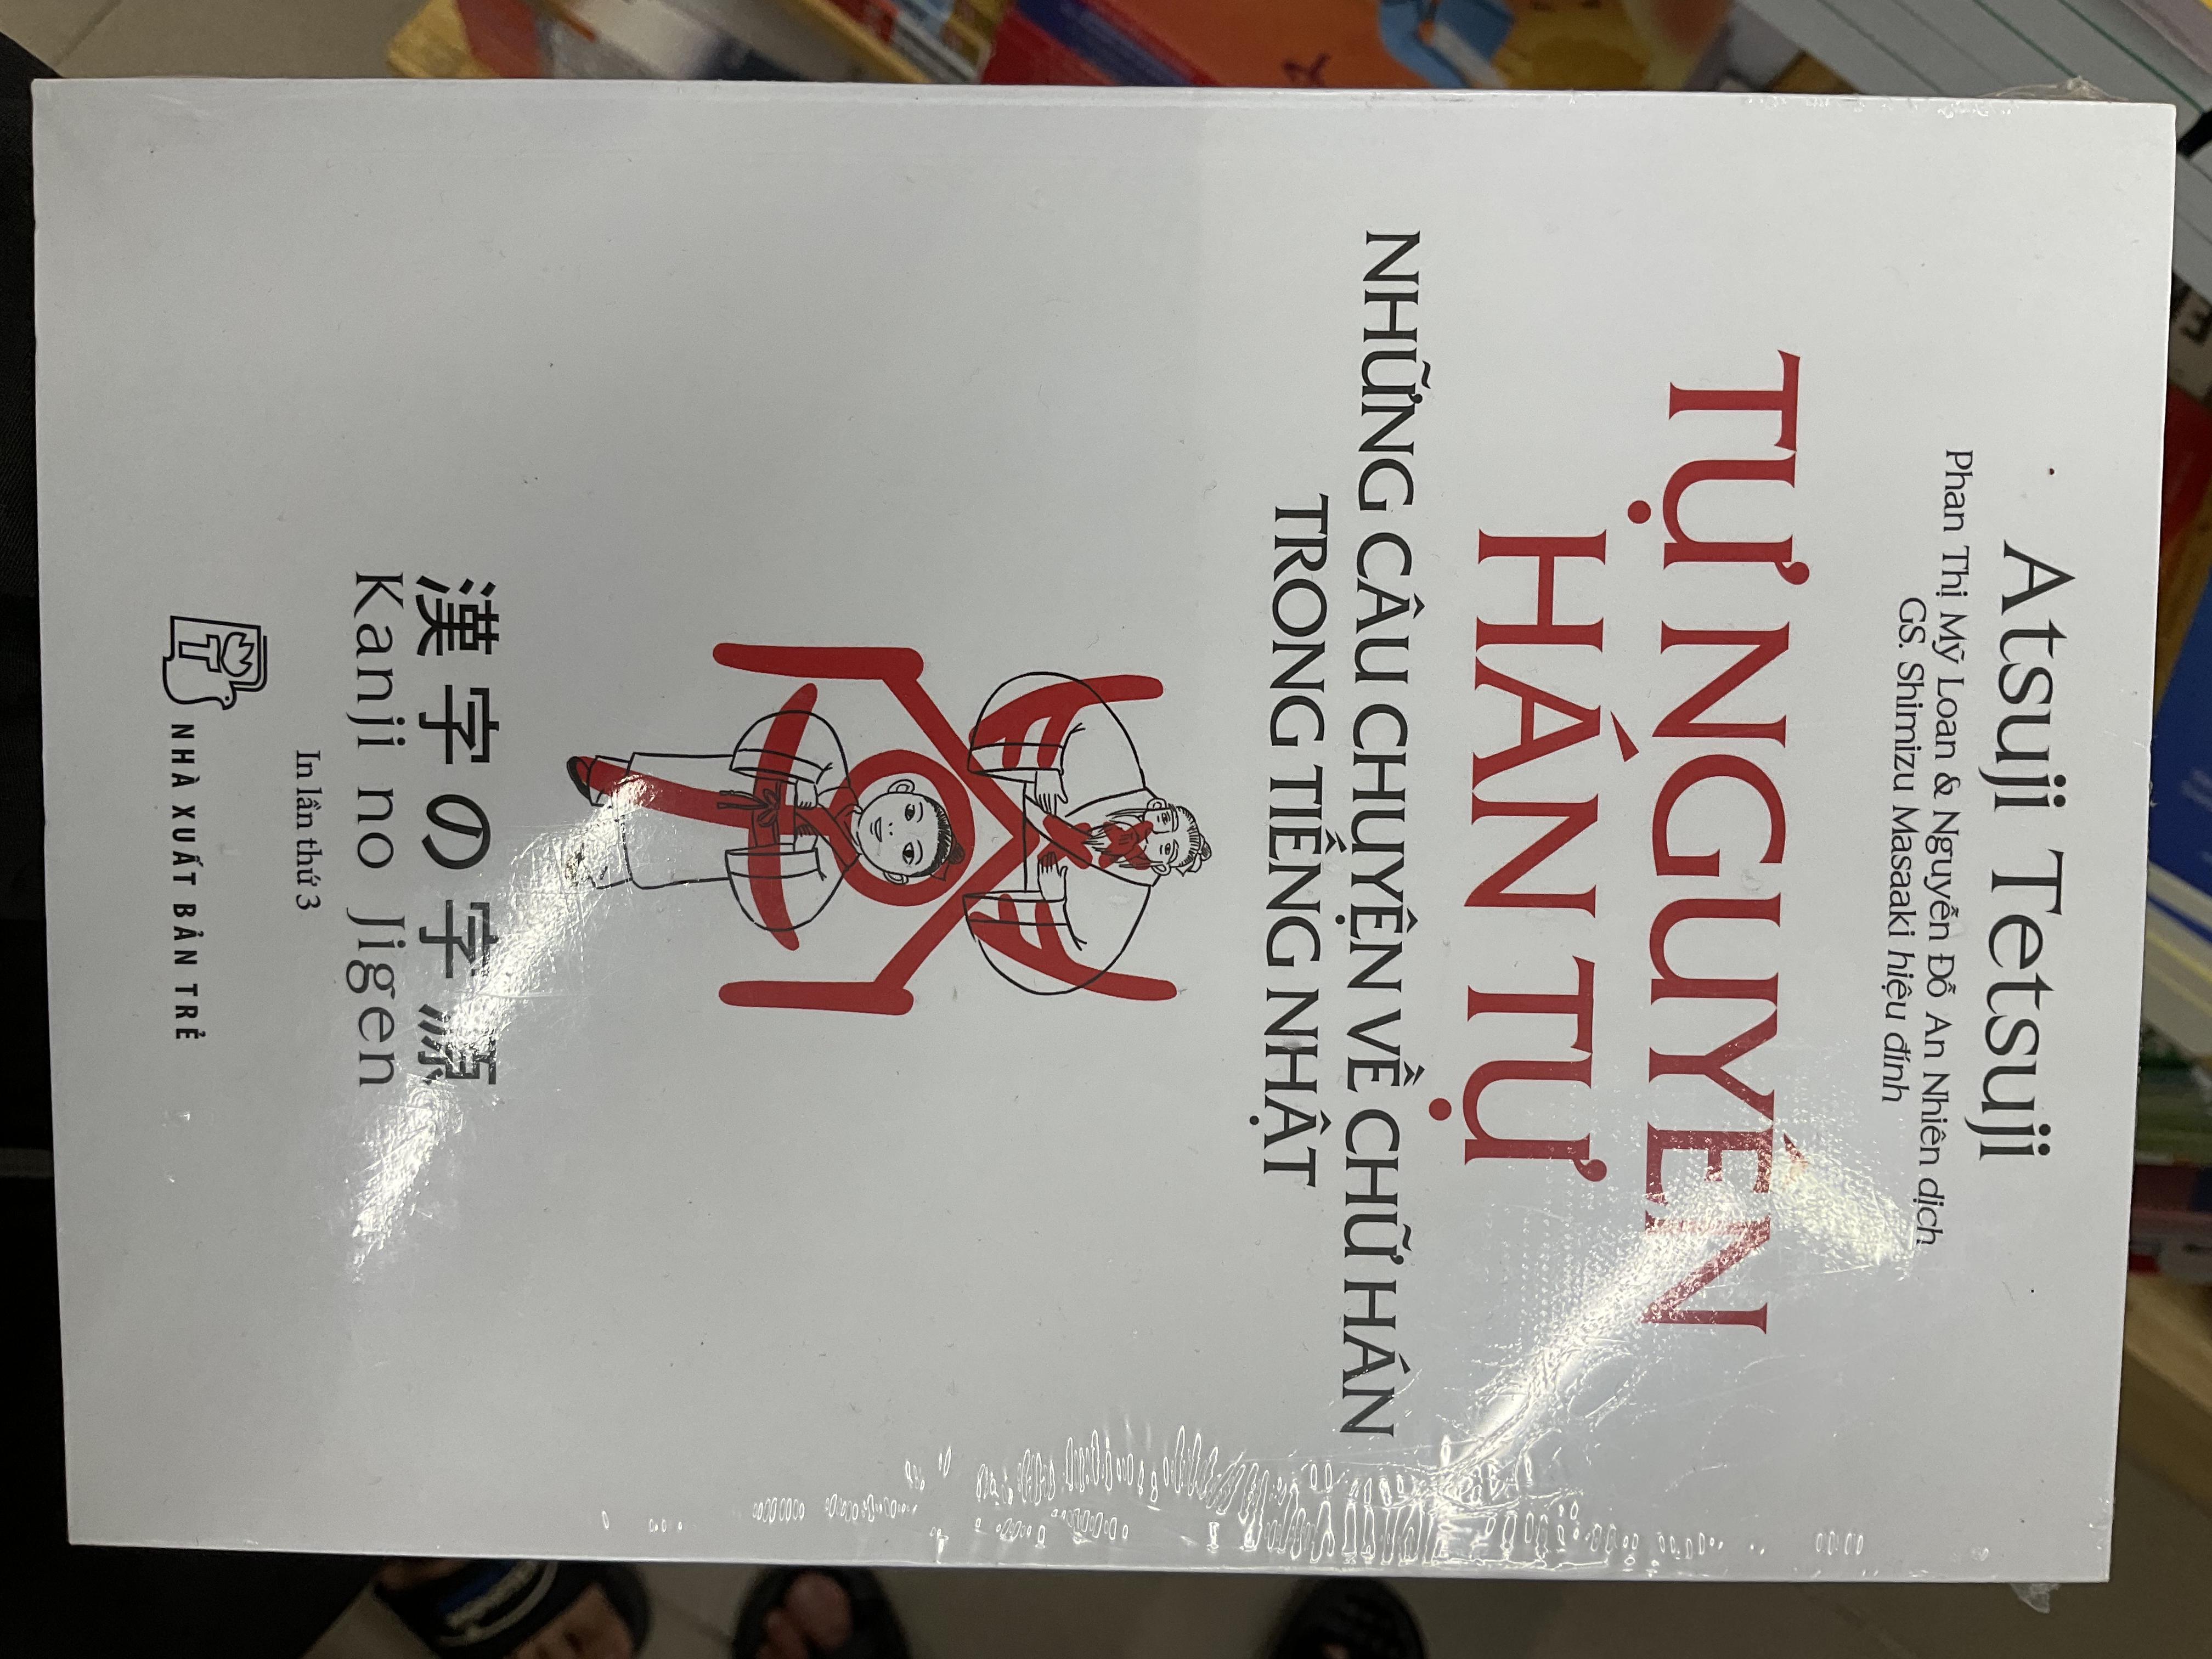 Atsuji Tetsuji
Phan Thị Mỹ Loan & Nguyễn Đỗ An Nhiên dịch
GS. Shimizu Masaaki hiệu đính
TỰ NGUYÊN
HÁN TỰ
NHỮNG CÂU CHUYỆN VỀ CHỮ HÁN
TRONG TIẾNG NHẬT
漢字の字源
Kanji no Jigen
In lần thứ 3
T
NHÀ XUẤT BẢN TRẺ